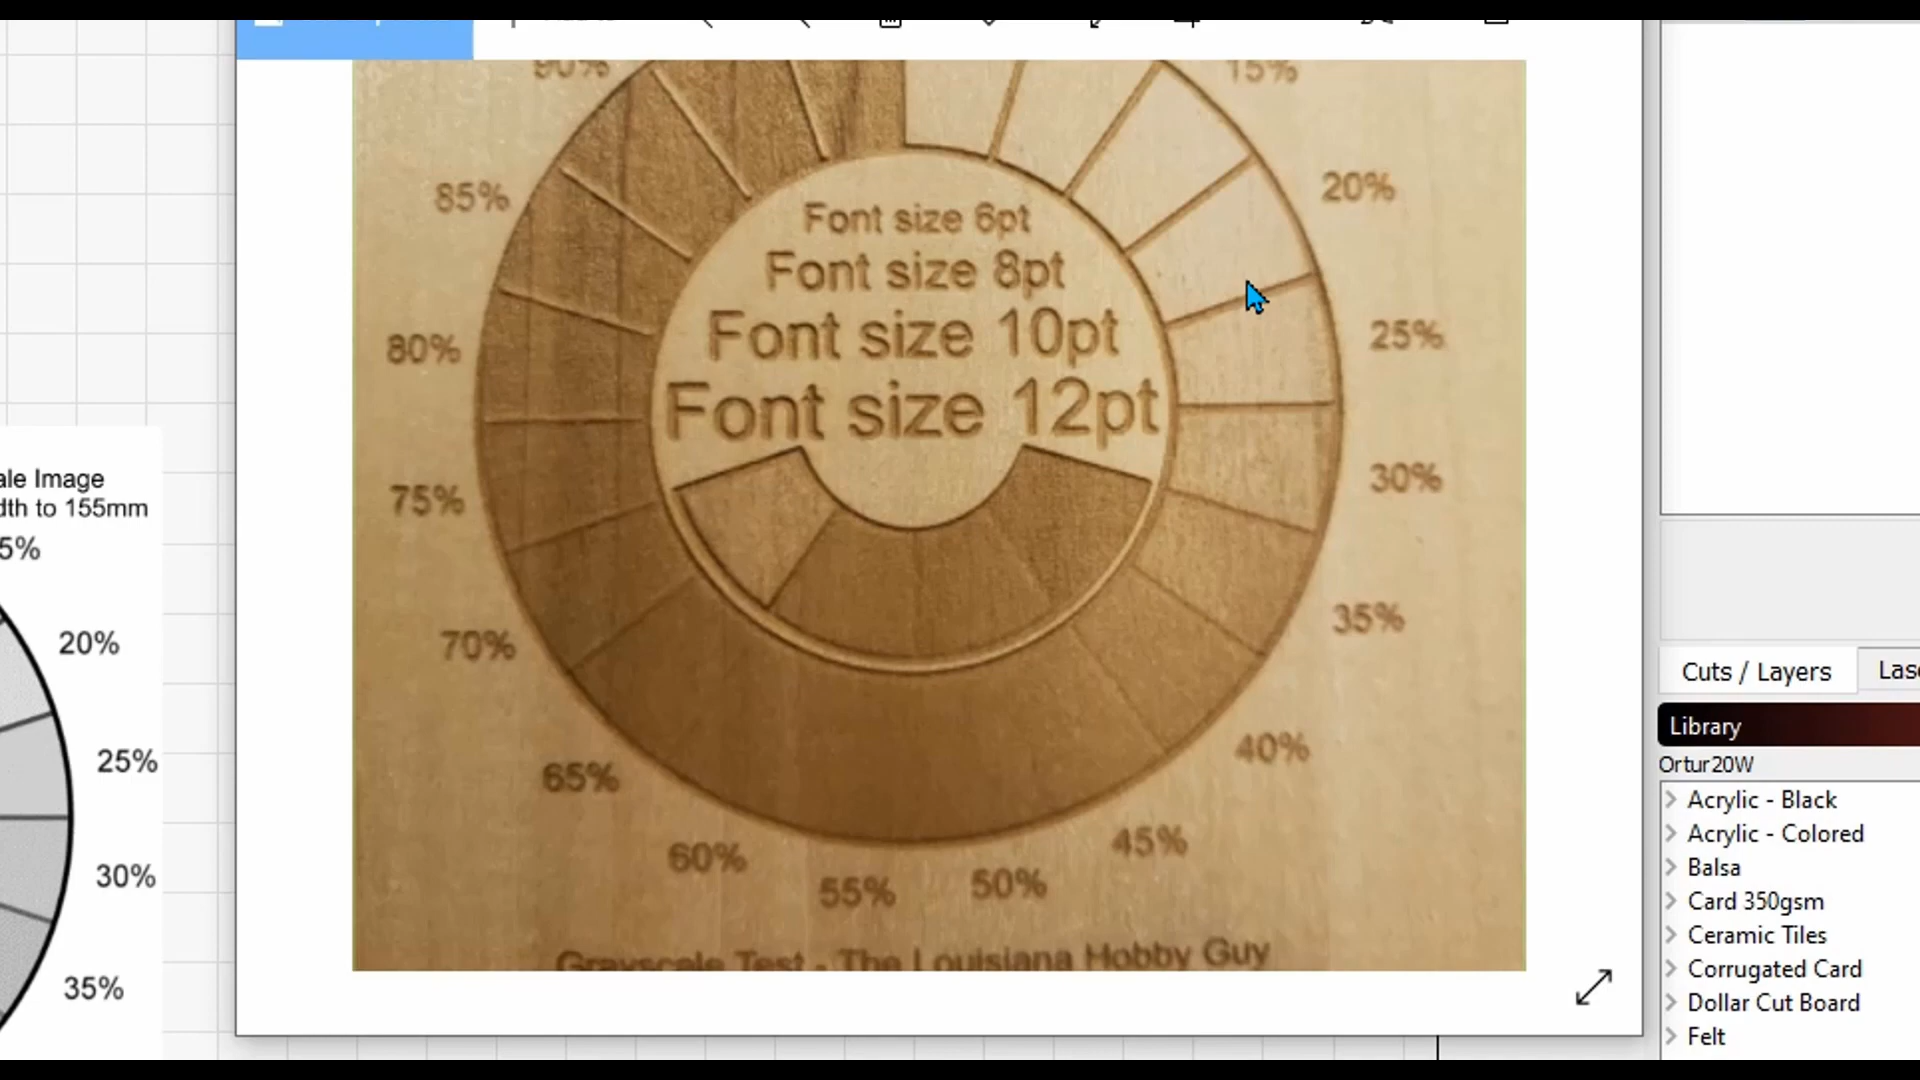 90%
15%
85%
20%
Font size 6pt
Font size 8pt
Font size 10pt
Font size 12pt
80%
25%
75%
30%
70%
35%
65%
40%
60%
55%
50%
45%
Grayscale Test - The Louisiana Hobby Guy
ale Image
dth to 155mm
5%
20%
25%
30%
35%
Cuts / Layers
Lase
Library
Ortur20W
Acrylic - Black
Acrylic - Colored
Balsa
Card 350gsm
Ceramic Tiles
Corrugated Card
Dollar Cut Board
Felt